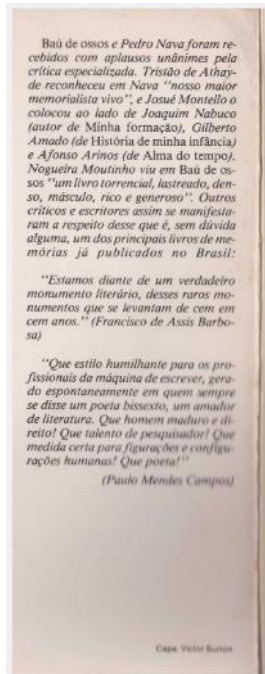 Baú de ossos e Pedro Nava foram re-
cebidos com aplausos unânimes pela
crítica especializada. Tristão de Athay-
de reconheceu em Nava "nosso maior
memorialista vivo", e Josué Montello o
colocou ao lado de Joaquim Nabuco
(autor de Minha formação), Gilberto
Amado (de História de minha infância)
e Afonso Arinos (de Alma do tempo).
Nogueira Moutinho viu em Baú de os-
sos "um livro torrencial, lastreado, den-
so, másculo, rico e generoso". Outros
críticos e escritores assim se manifesta-
ram a respeito desse que é, sem dúvida
alguma, um dos principais livros de me-
mórias já publicados no Brasil:
"Estamos diante de um verdadeiro
monumento literário, desses raros mo-
numentos que se levantam de cem em
cem anos." (Francisco de Assis Barbo-
sa)
"Que estilo humilhante para os pro-
fissionais da máquina de escrever, gera-
do espontaneamente em quem sempre
se disse um poeta bissexto, um amador
de literatura. Que homem maduro e di-
reito! Que talento de pesquisador! Que
medida certa para figurações e configu-
rações humanas! Que poeta!"
(Paulo Mendes Campos)
Capa: Victor Burton